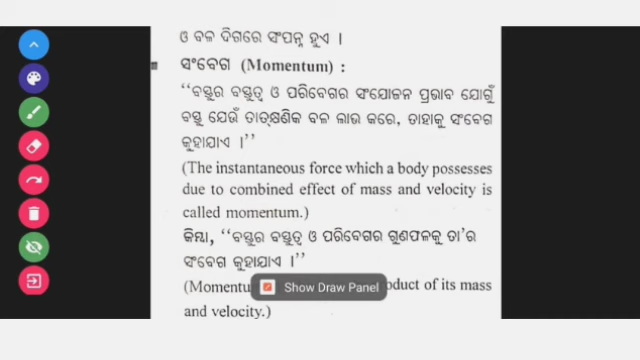 ଓ ବଳ ଦିଗରେ ସଂପନ୍ନ ହୁଏ ।
ସଂବେଗ (Momentum) :
‘‘ବସ୍ତୁର ବସ୍ତୁତ୍ୱ ଓ ପରିବେଗର ସଂଯୋଜନ ପ୍ରଭାବ ଯୋଗୁଁ
ବସ୍ତୁ ଯେଉଁ ତାତ୍‌କ୍ଷଣିକ ବଳ ଲାଭ କରେ, ତାହାକୁ ସଂବେଗ
କୁହାଯାଏ ।’’
(The instantaneous force which a body possesses
due to combined effect of mass and velocity is
called momentum.)
କିମ୍ବା, ‘‘ବସ୍ତୁର ବସ୍ତୁତ୍ୱ ଓ ପରିବେଗର ଗୁଣଫଳକୁ ତା’ର
ସଂବେଗ କୁହାଯାଏ ।’’
(Momentu
Show Draw Panel
oduct of its mass
and velocity.)